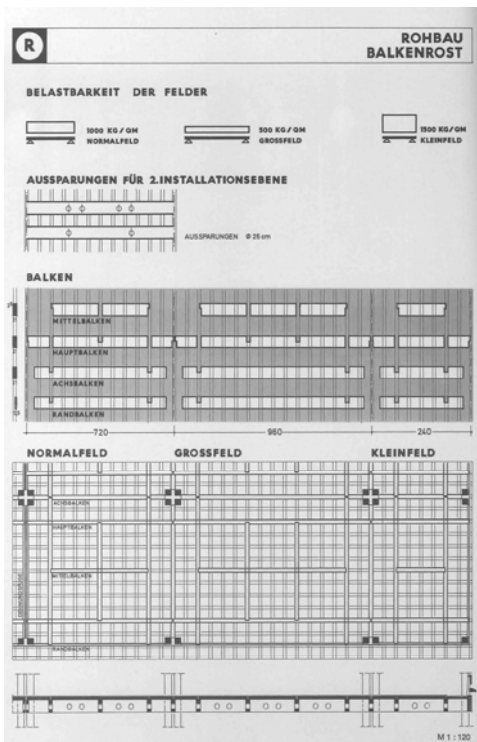 R
ROHBAU
BALKENROST
BELASTBARKEIT DER FELDER
1000 KG/QM
NORMALFELD
500 KG/QM
GROSSFELD
1500 KG/QM
KLEINFELD
AUSSPARUNGEN FÜR 2.INSTALLATIONSEBENE
AUSSPARUNGEN Ø 25 cm
BALKEN
MITTELBALKEN
HAUPTBALKEN
ACHSBALKEN
RANDBALKEN
720
960
240
NORMALFELD
GROSSFELD
KLEINFELD
ACHSBALKEN
HAUPTBALKEN
MITTELBALKEN
RANDBALKEN
M 1:120